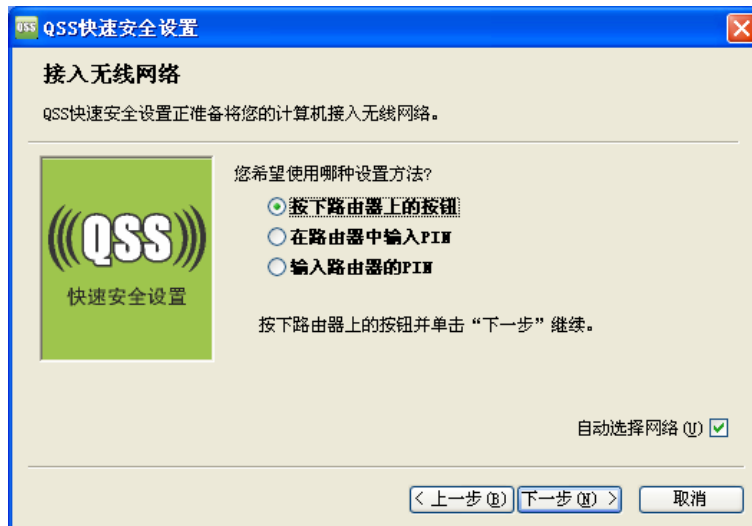 QSS QSS快速安全设置
接入无线网络
QSS快速安全设置正准备将您的计算机接入无线网络。
(((QSS)))
快速安全设置
您希望使用哪种设置方法?
按下路由器上的按钮
在路由器中输入PIN
输入路由器的PIN
按下路由器上的按钮并单击“下一步”继续。
自动选择网络(U)
< 上一步(B) 下一步(N) > 取消